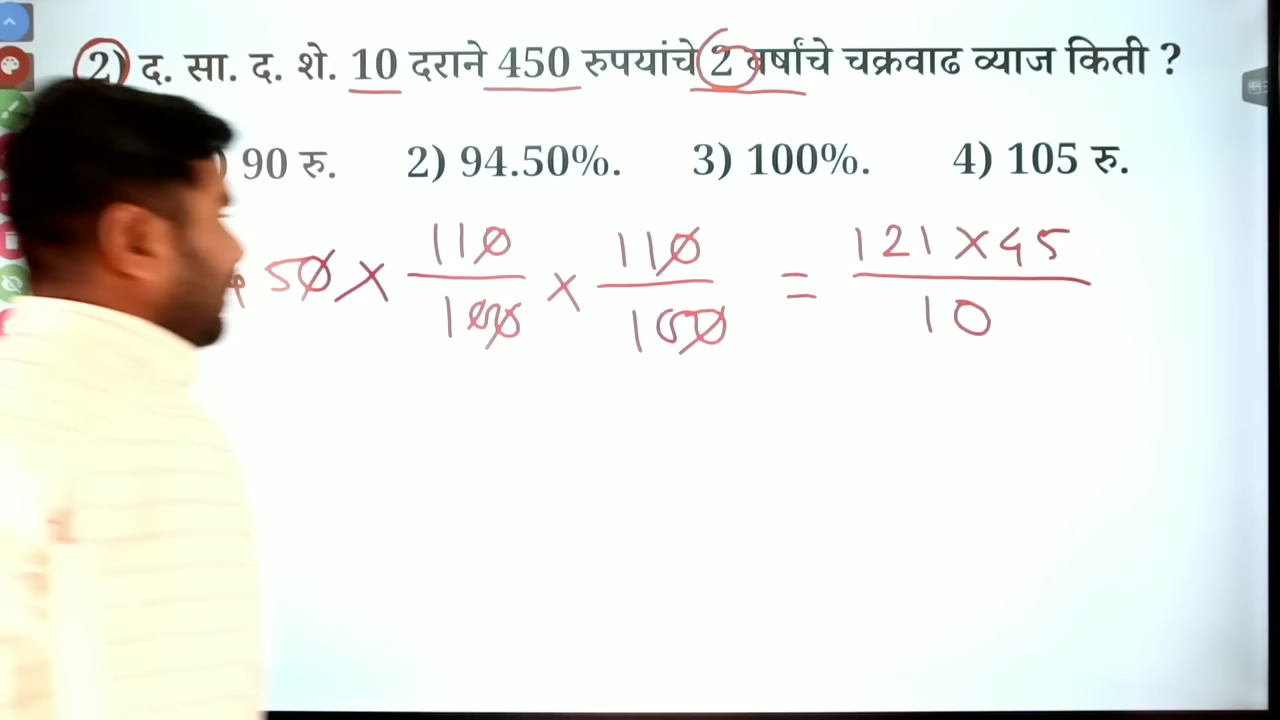 2) द. सा. द. शे. 10 दराने 450 रुपयांचे 2 वर्षांचे चक्रवाढ व्याज किती ?
) 90 रु. 2) 94.50%. 3) 100%. 4) 105 रु.
50 × 110/100 × 110/100 = 121 × 45/10